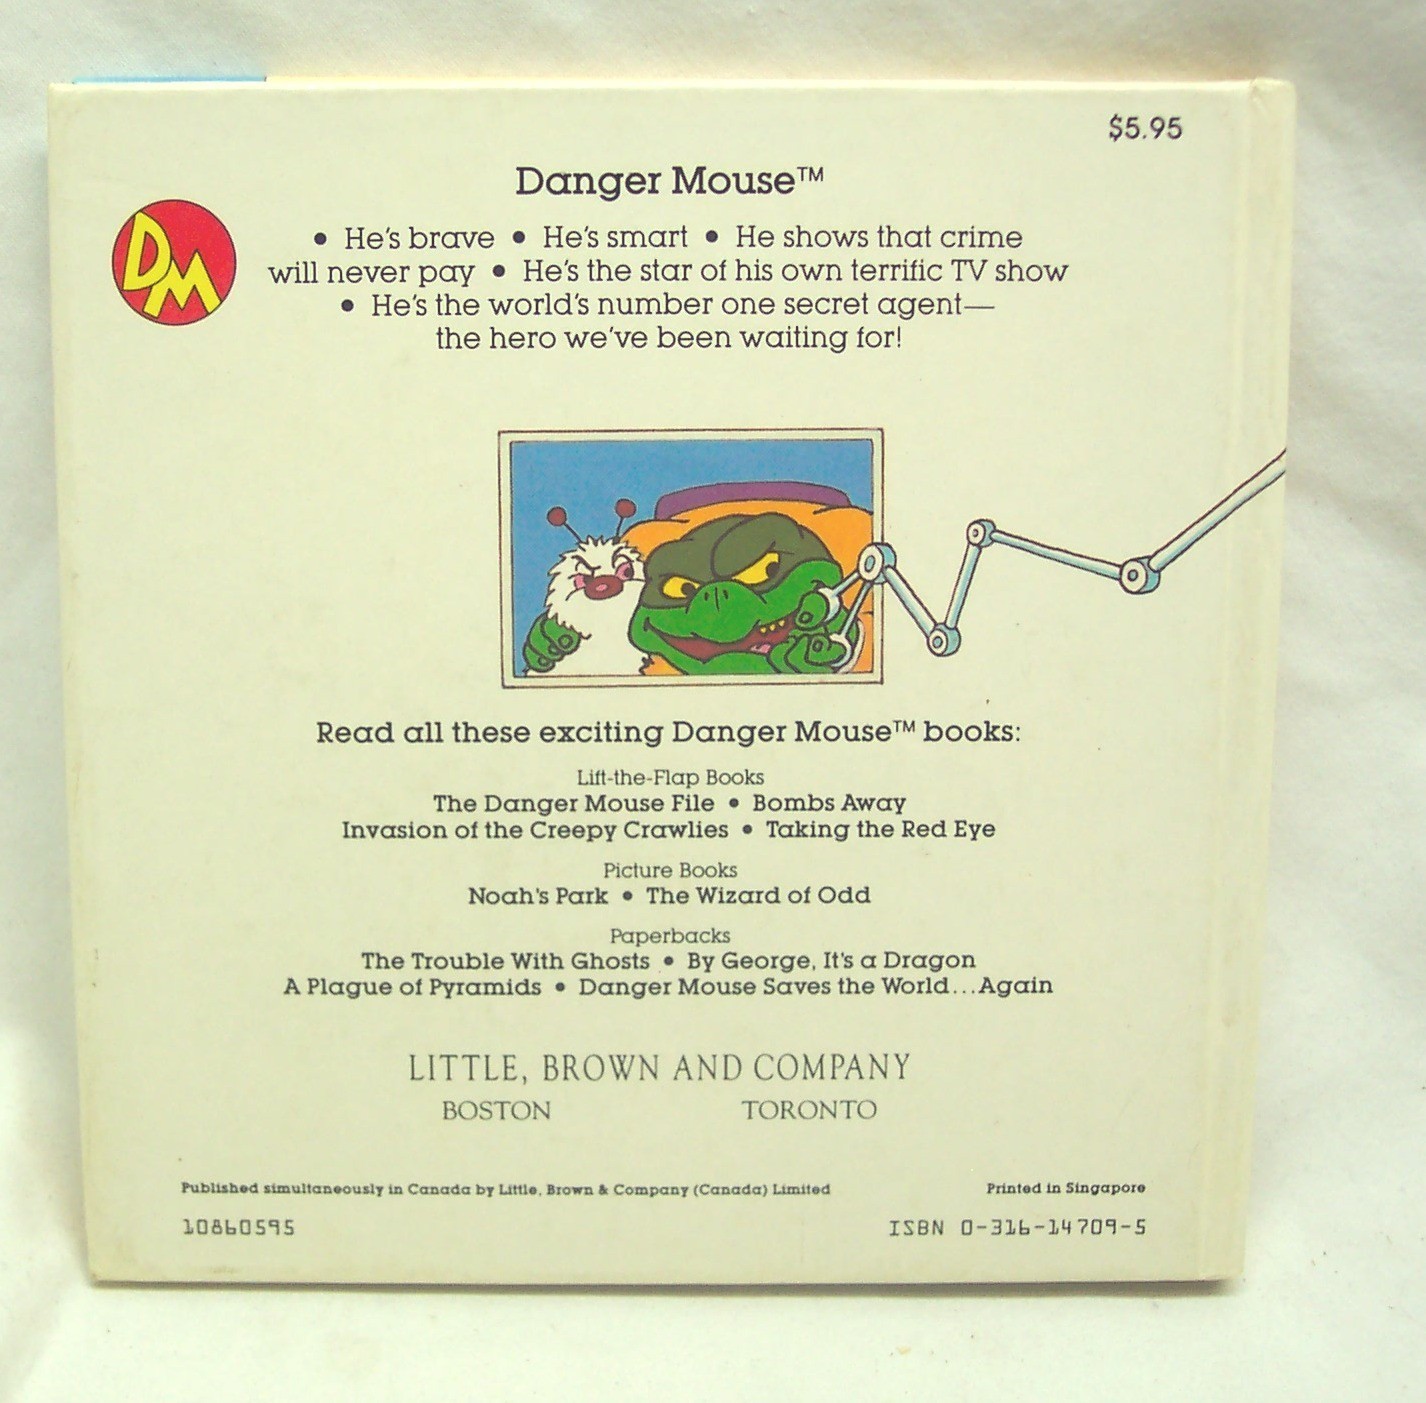 $5.95
Danger Mouse™
DM
• He's brave • He's smart • He shows that crime
will never pay • He's the star of his own terrific TV show
• He's the world's number one secret agent—
the hero we've been waiting for!
Read all these exciting Danger Mouse™ books:
Lift-the-Flap Books
The Danger Mouse File • Bombs Away
Invasion of the Creepy Crawlies • Taking the Red Eye
Picture Books
Noah's Park • The Wizard of Odd
Paperbacks
The Trouble With Ghosts • By George, It's a Dragon
A Plague of Pyramids • Danger Mouse Saves the World...Again
LITTLE, BROWN AND COMPANY
BOSTON TORONTO
Published simultaneously in Canada by Little, Brown & Company (Canada) Limited
Printed in Singapore
10860595
ISBN 0-316-14709-5